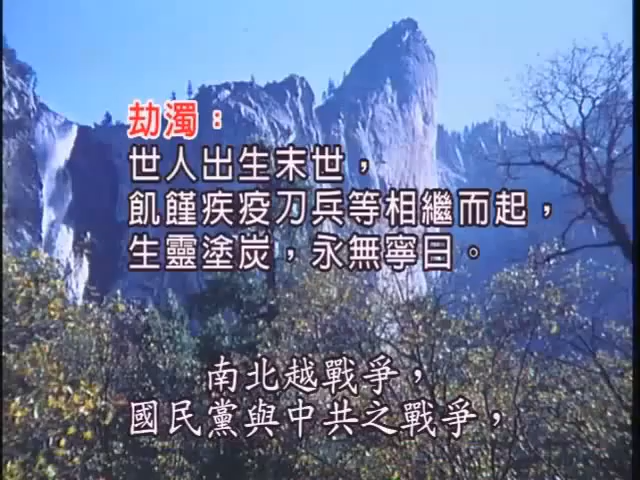 劫濁：
世人出生末世，
飢饉疾疫刀兵等相繼而起，
生靈塗炭，永無寧日。
南北越戰爭，
國民黨與中共之戰爭，